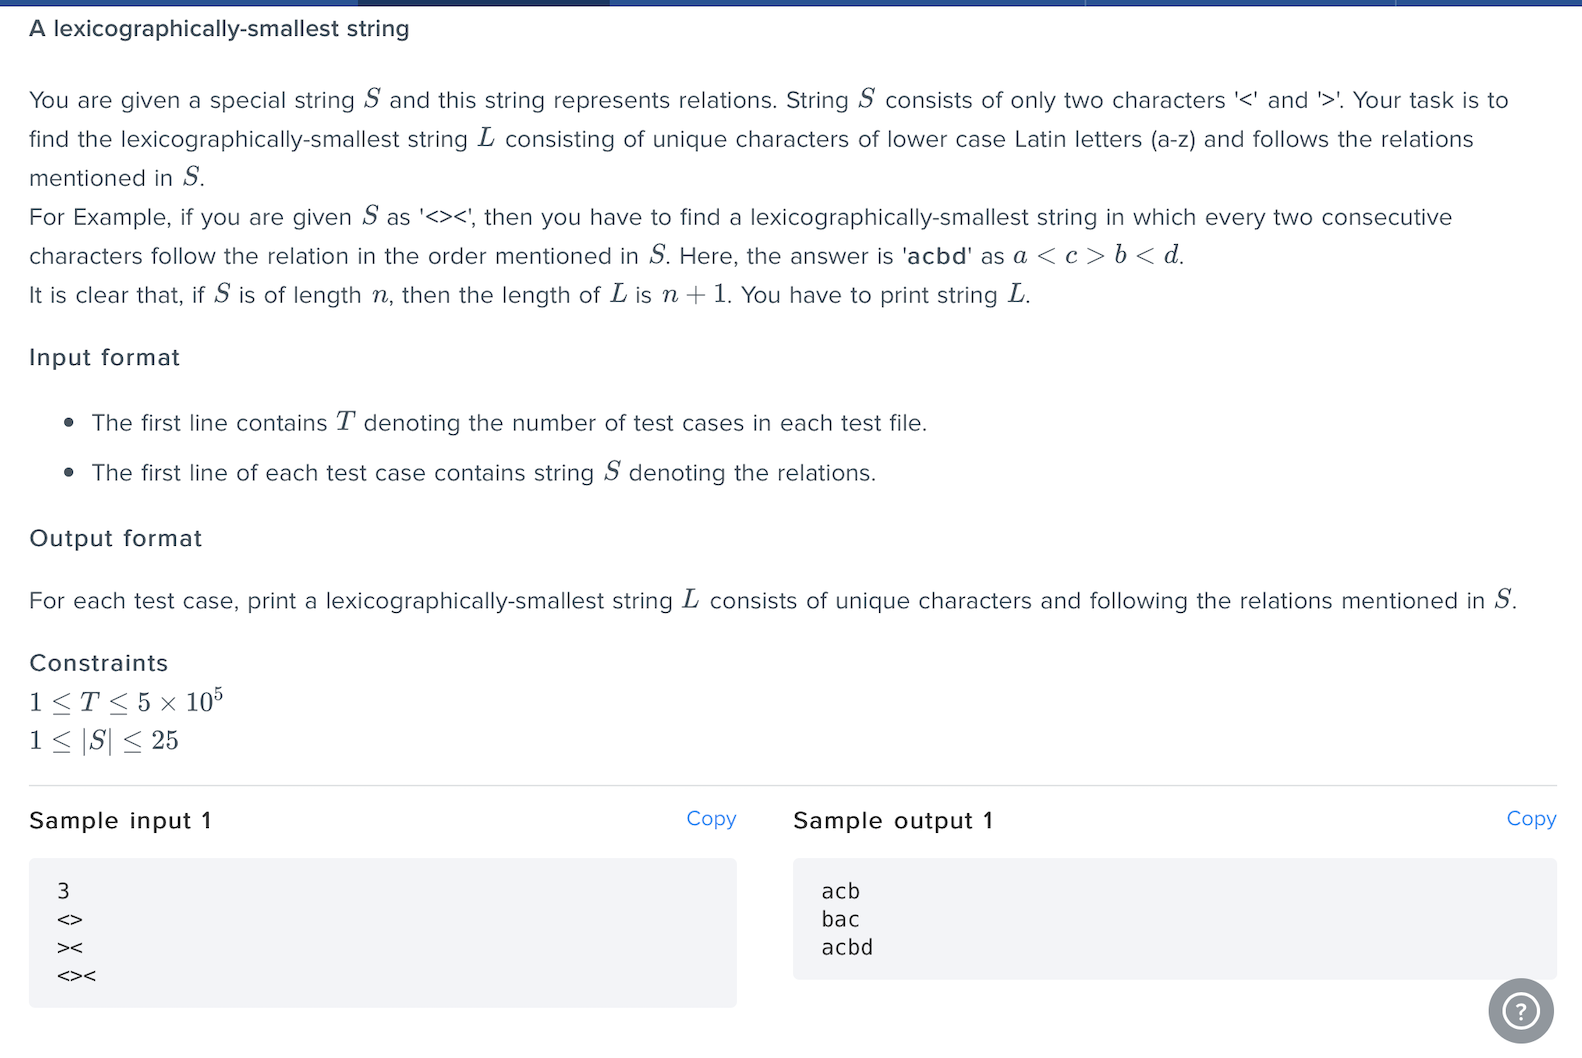 A lexicographically-smallest string
You are given a special string S and this string represents relations. String S consists of only two characters '<' and '>'. Your task is to
find the lexicographically-smallest string L consisting of unique characters of lower case Latin letters (a-z) and follows the relations
mentioned in S.
For Example, if you are given S as '<><', then you have to find a lexicographically-smallest string in which every two consecutive
characters follow the relation in the order mentioned in S. Here, the answer is 'acbd' as a < c > b < d.
It is clear that, if S is of length n, then the length of L is n + 1. You have to print string L.
Input format
• The first line contains T denoting the number of test cases in each test file.
• The first line of each test case contains string S denoting the relations.
Output format
For each test case, print a lexicographically-smallest string L consists of unique characters and following the relations mentioned in S.
Constraints
1 ≤ T ≤ 5 × 10⁵
1 ≤ |S| ≤ 25
Sample input 1 Copy
3
<>
><
<><
Sample output 1 Copy
acb
bac
acbd
?